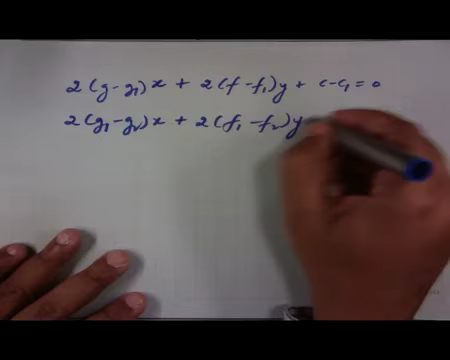 2(g-g₁)x + 2(f-f₁)y + c-c₁ = 0
2(g₁-g₂)x + 2(f₁-f₂)y